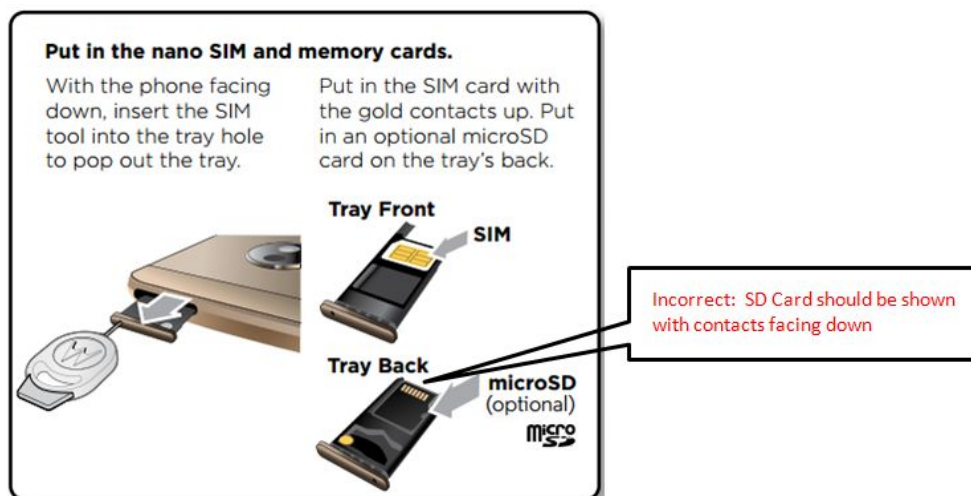 Put in the nano SIM and memory cards.
With the phone facing
down, insert the SIM
tool into the tray hole
to pop out the tray.
Put in the SIM card with
the gold contacts up. Put
in an optional microSD
card on the tray's back.
Tray Front
SIM
Tray Back
microSD
(optional)
Micro
SD
Incorrect: SD Card should be shown
with contacts facing down